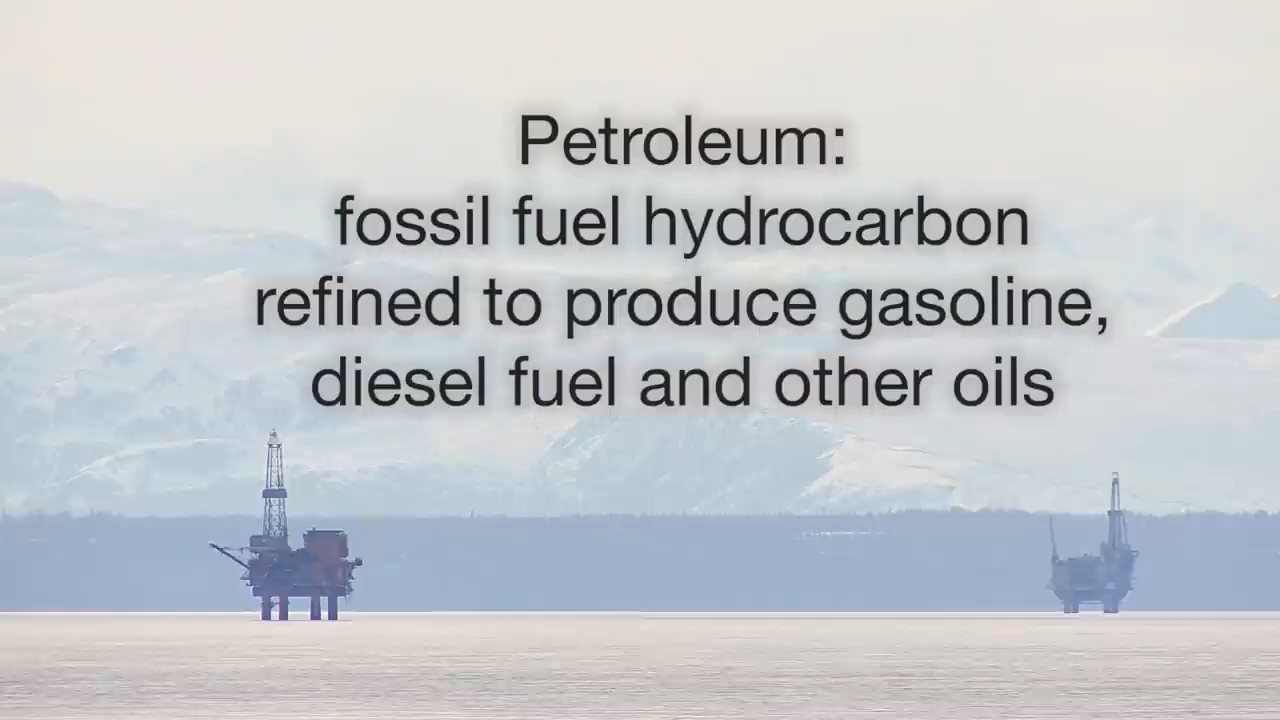 Petroleum:
fossil fuel hydrocarbon
refined to produce gasoline,
diesel fuel and other oils